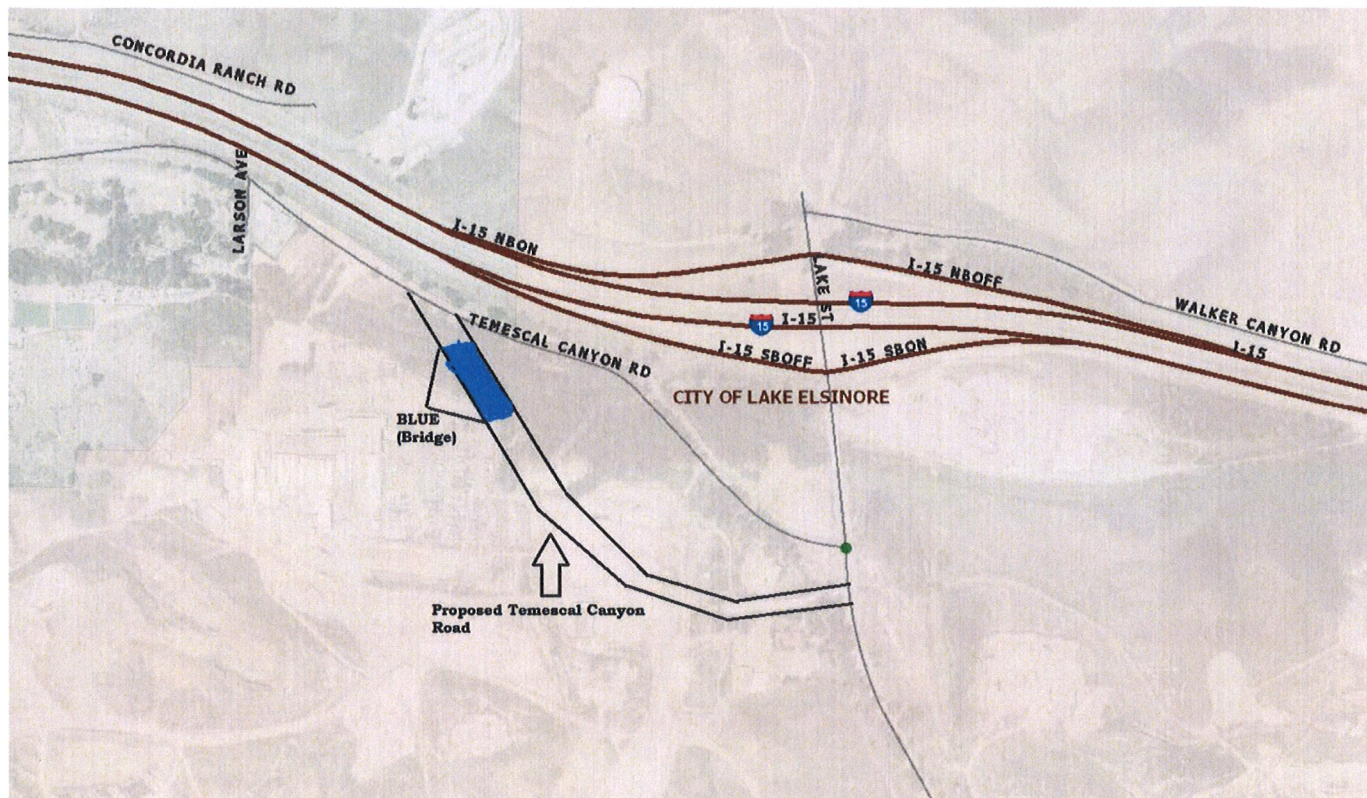 CONCORDIA RANCH RD
LARSON AVE
I-15 NBON
I-15 NBOFF
LAKE ST
15
15
I-15
WALKER CANYON RD
I-15
TEMESCAL CANYON RD
I-15 SBOFF
I-15 SBON
CITY OF LAKE ELSINORE
BLUE
(Bridge)
Proposed Temescal Canyon
Road